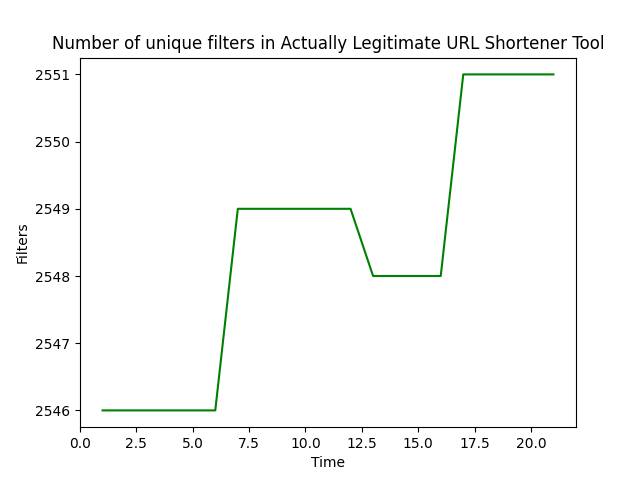 Number of unique filters in Actually Legitimate URL Shortener Tool
2551
2550
2549
2548
2547
2546
Filters
0.0 2.5 5.0 7.5 10.0 12.5 15.0 17.5 20.0
Time